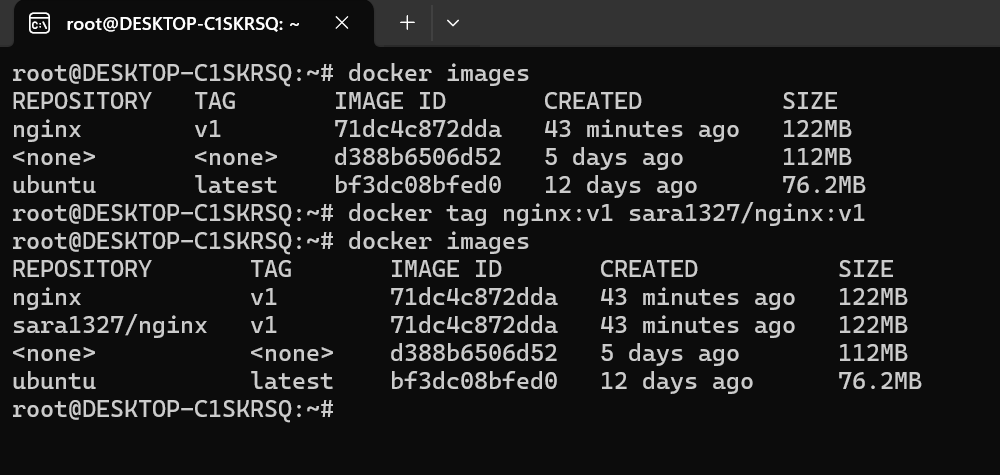 root@DESKTOP-C1SKRSQ: ~
root@DESKTOP-C1SKRSQ:~# docker images
REPOSITORY   TAG       IMAGE ID       CREATED          SIZE
nginx        v1        71dc4c872dda   43 minutes ago   122MB
<none>       <none>    d388b6506d52   5 days ago       112MB
ubuntu       latest    bf3dc08bfed0   12 days ago      76.2MB
root@DESKTOP-C1SKRSQ:~# docker tag nginx:v1 sara1327/nginx:v1
root@DESKTOP-C1SKRSQ:~# docker images
REPOSITORY       TAG       IMAGE ID       CREATED          SIZE
nginx            v1        71dc4c872dda   43 minutes ago   122MB
sara1327/nginx   v1        71dc4c872dda   43 minutes ago   122MB
<none>           <none>    d388b6506d52   5 days ago       112MB
ubuntu           latest    bf3dc08bfed0   12 days ago      76.2MB
root@DESKTOP-C1SKRSQ:~#